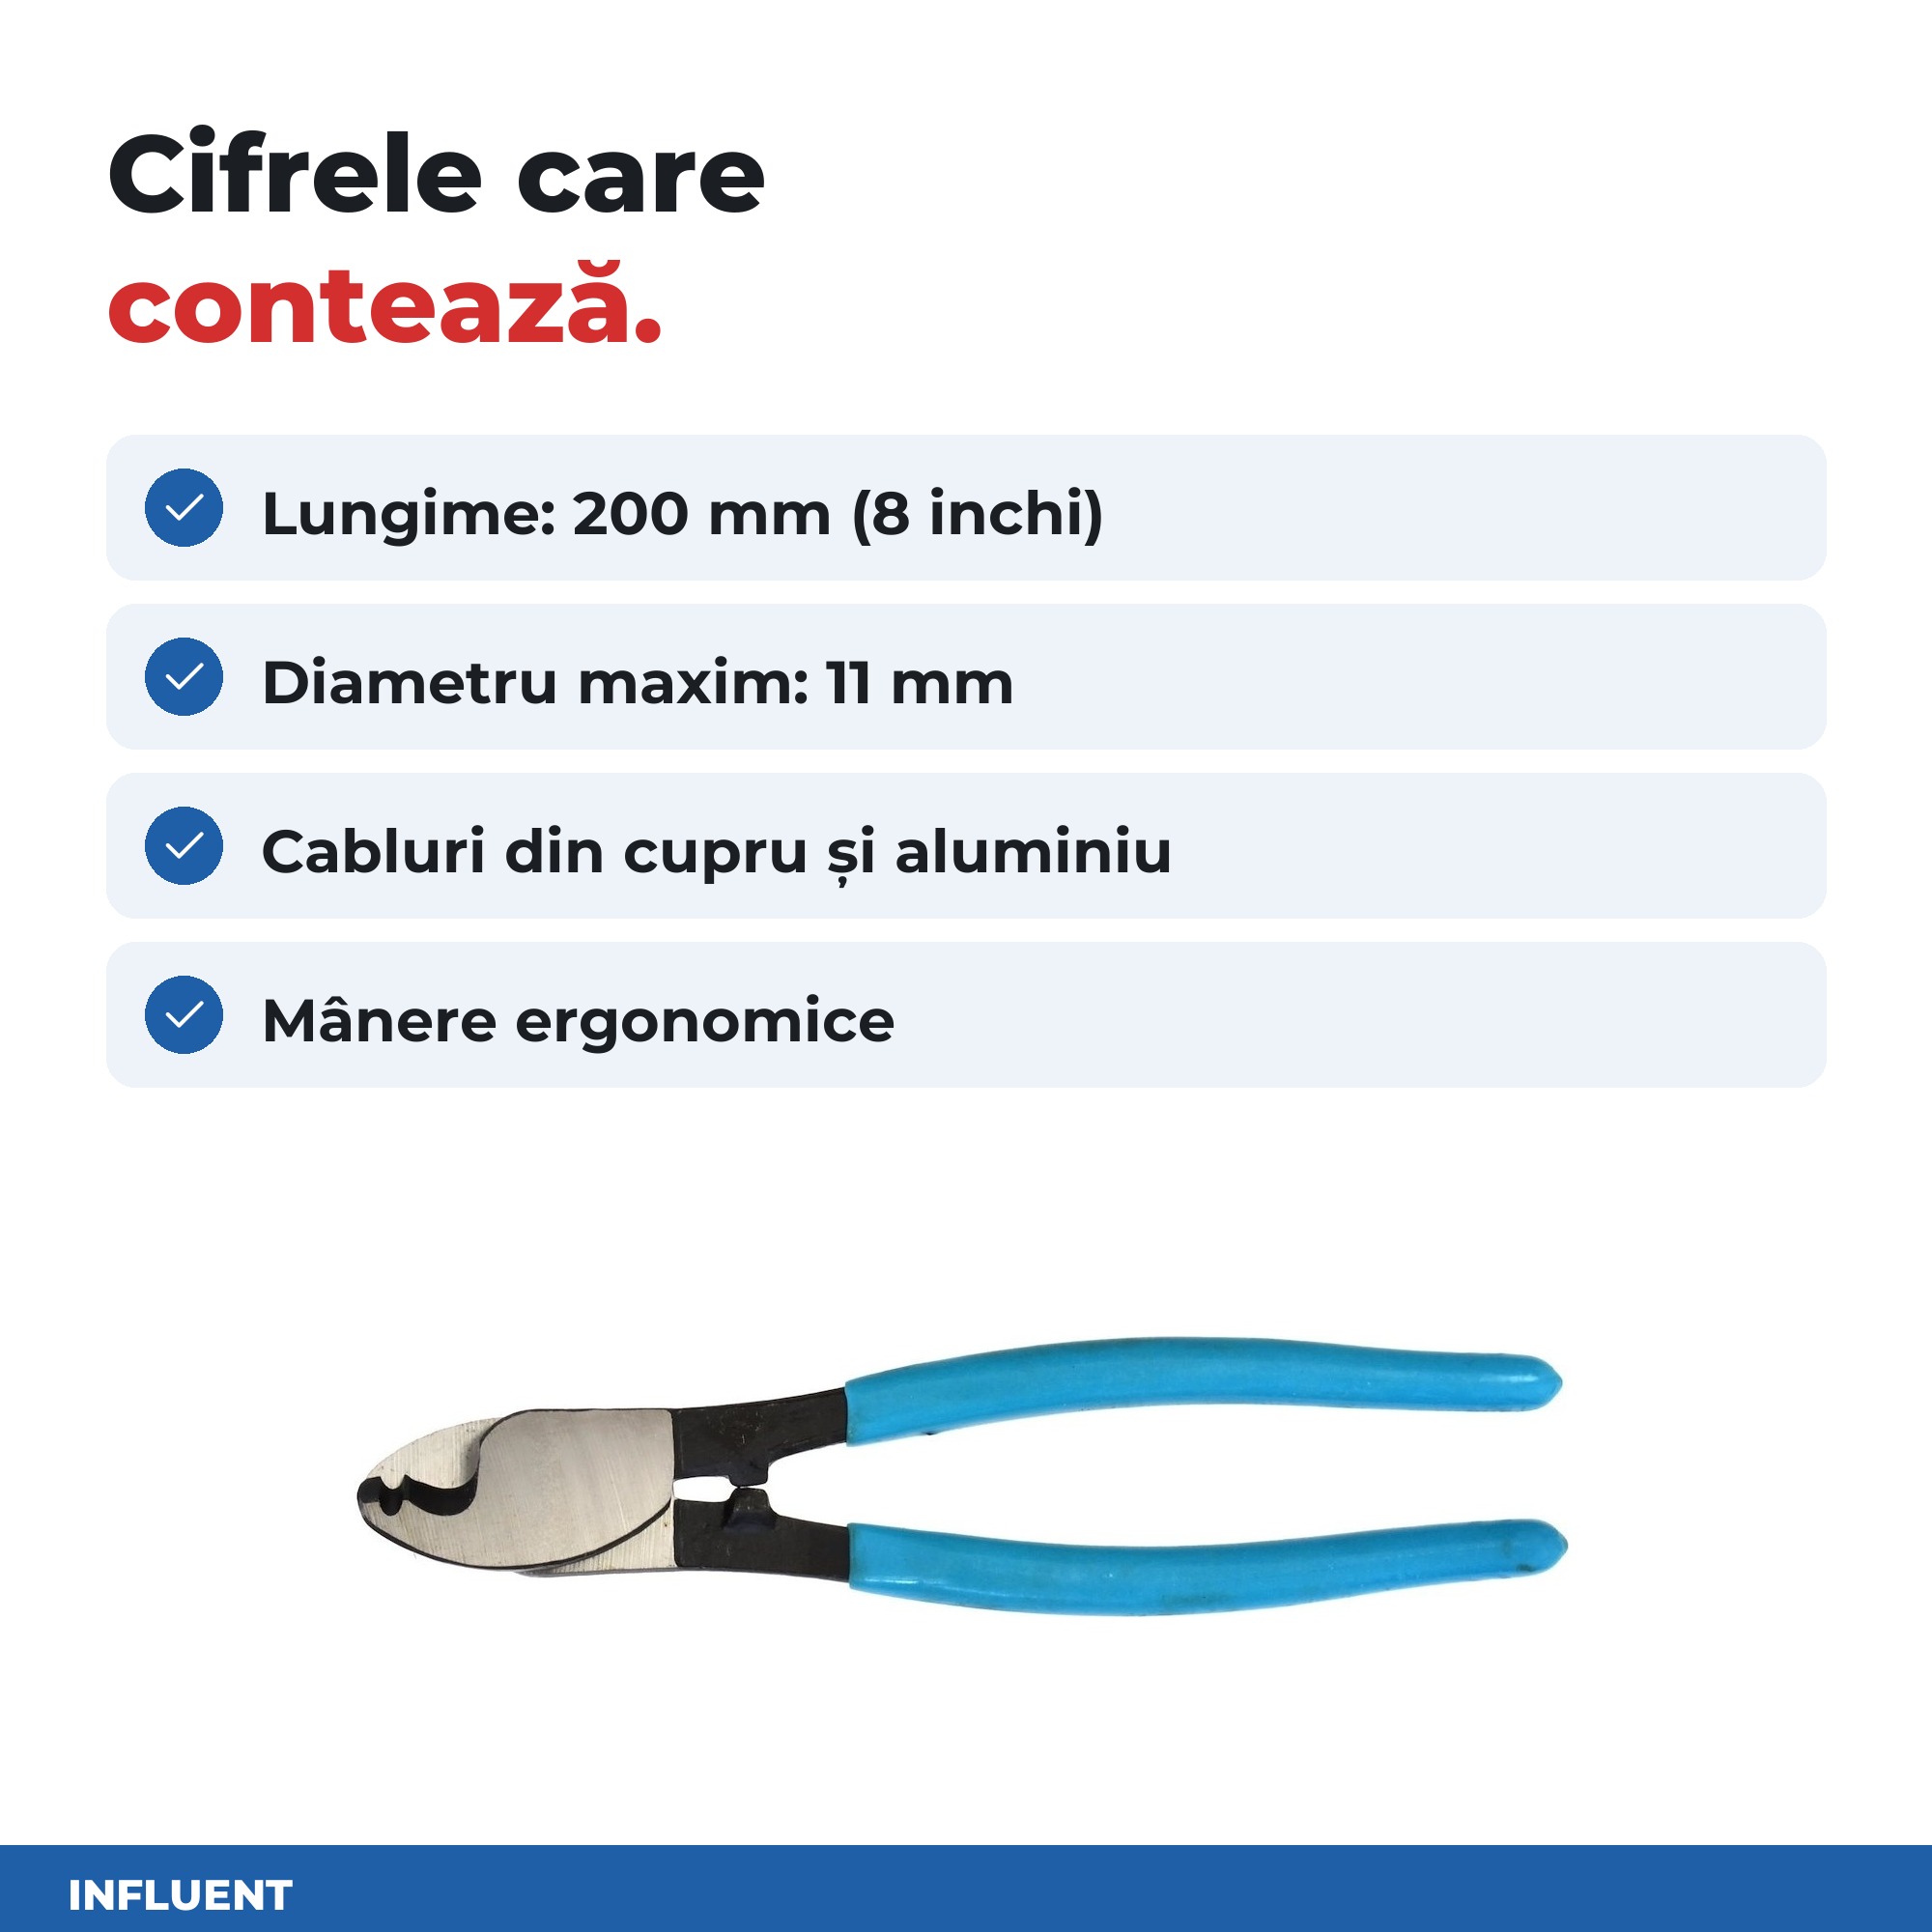 Cifrele care
contează.
Lungime: 200 mm (8 inchi)
Diametru maxim: 11 mm
Cabluri din cupru și aluminiu
Mânere ergonomice
INFLUENT